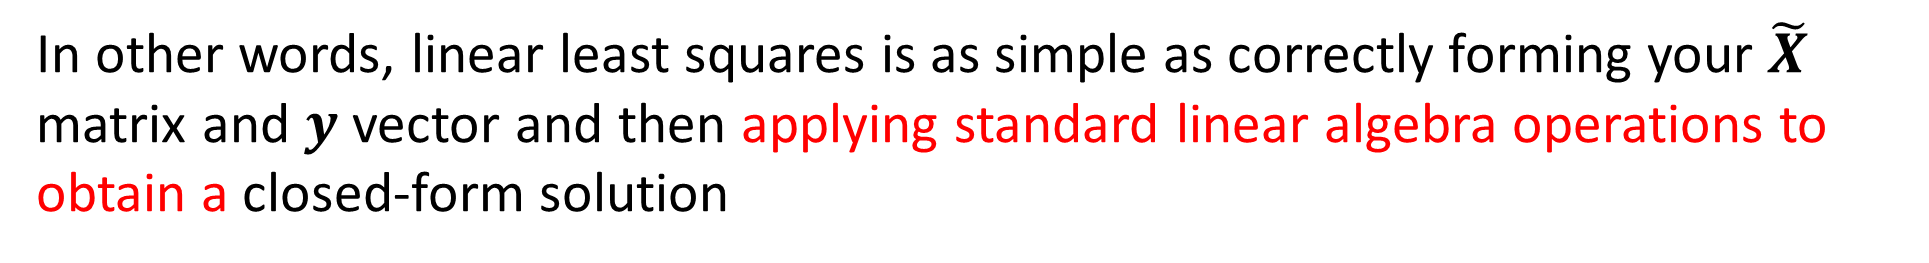 In other words, linear least squares is as simple as correctly forming your X̃
matrix and y vector and then applying standard linear algebra operations to
obtain a closed-form solution